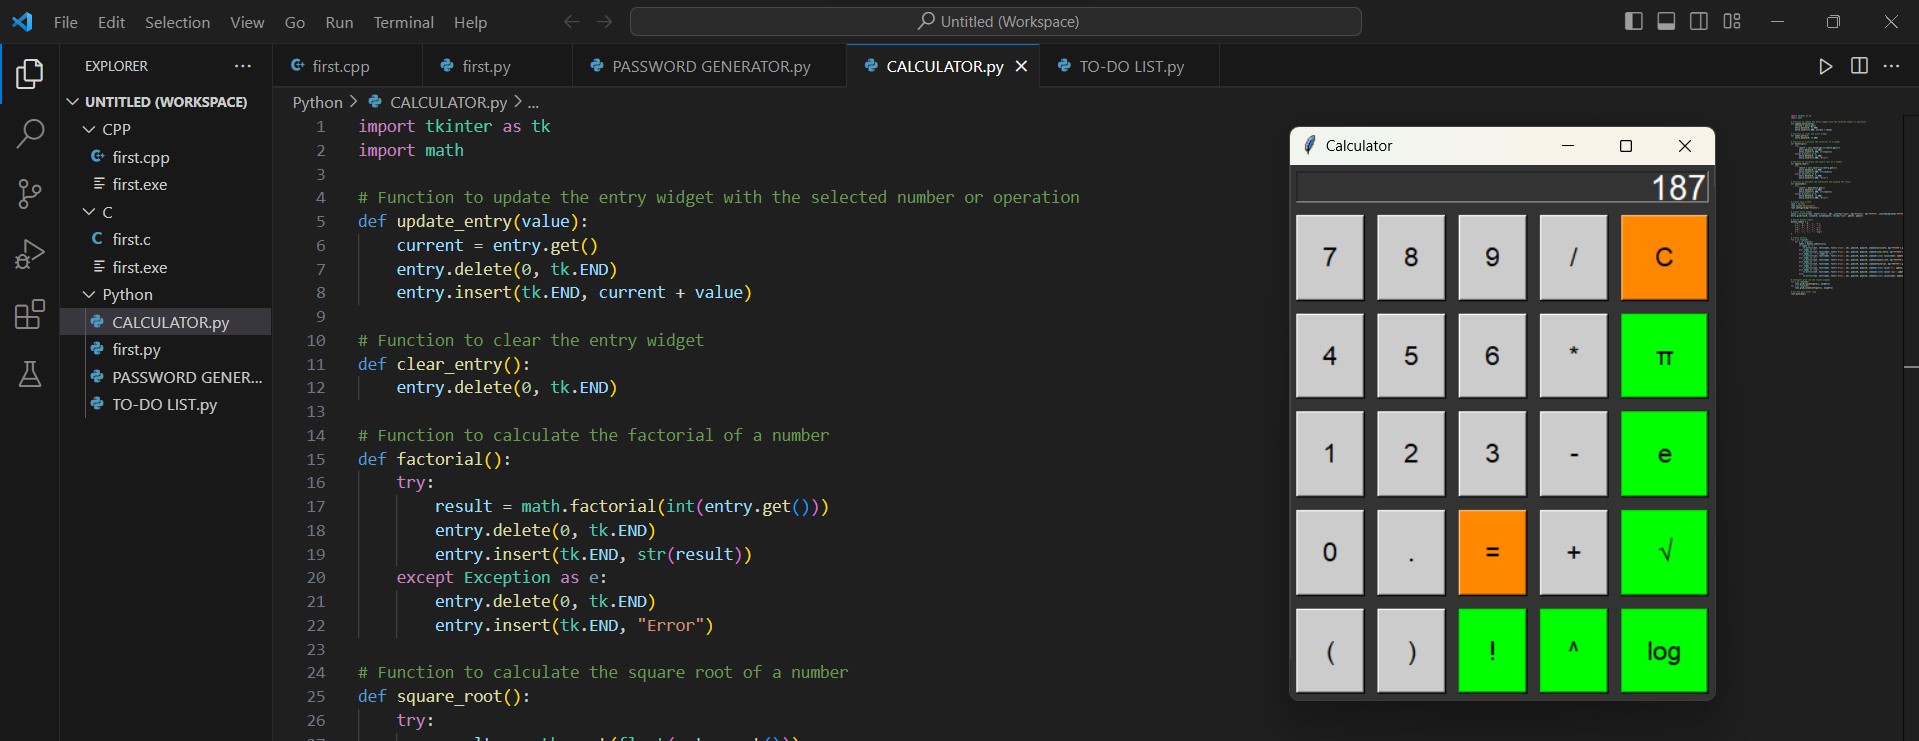 File Edit Selection View Go Run Terminal Help
Untitled (Workspace)
EXPLORER
UNTITLED (WORKSPACE)
CPP
first.cpp
first.exe
C
first.c
first.exe
Python
CALCULATOR.py
first.py
PASSWORD GENER...
TO-DO LIST.py
first.cpp first.py PASSWORD GENERATOR.py CALCULATOR.py TO-DO LIST.py
Python > CALCULATOR.py > ...
1 import tkinter as tk
2 import math
3
4 # Function to update the entry widget with the selected number or operation
5 def update_entry(value):
6     current = entry.get()
7     entry.delete(0, tk.END)
8     entry.insert(tk.END, current + value)
9
10 # Function to clear the entry widget
11 def clear_entry():
12     entry.delete(0, tk.END)
13
14 # Function to calculate the factorial of a number
15 def factorial():
16     try:
17         result = math.factorial(int(entry.get()))
18         entry.delete(0, tk.END)
19         entry.insert(tk.END, str(result))
20     except Exception as e:
21         entry.delete(0, tk.END)
22         entry.insert(tk.END, "Error")
23
24 # Function to calculate the square root of a number
25 def square_root():
26     try:
Calculator
187
7 8 9 / C
4 5 6 * π
1 2 3 - e
0 . = + √
( ) ! ^ log